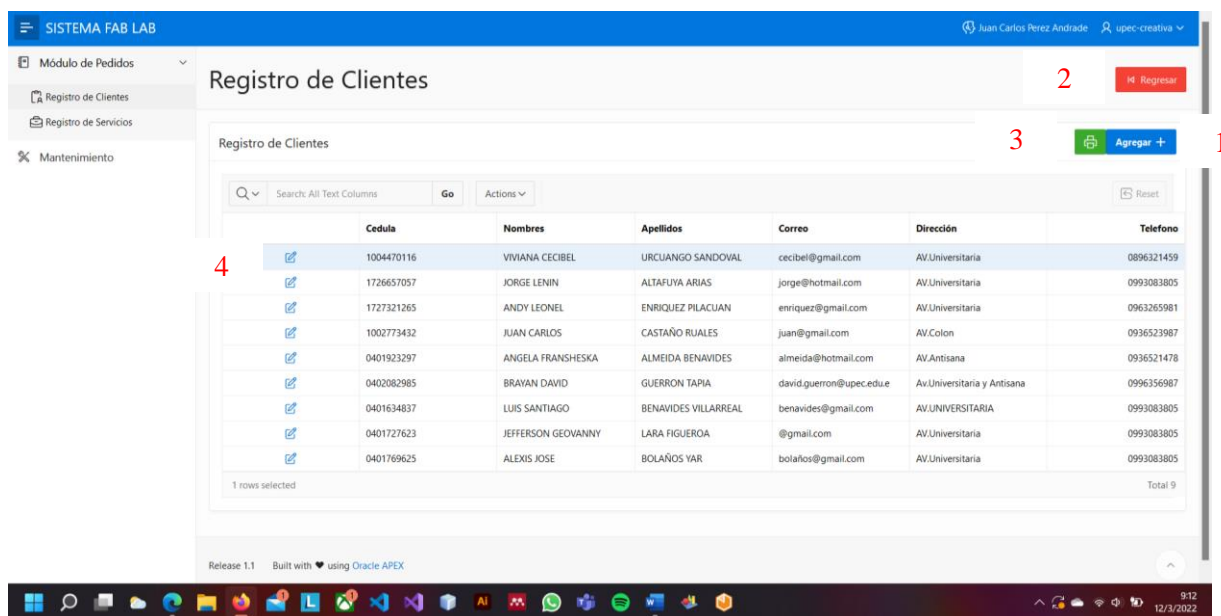 SISTEMA FAB LAB
Juan Carlos Perez Andrade upec-creativa
Módulo de Pedidos
Registro de Clientes
Registro de Servicios
Mantenimiento
Registro de Clientes
2
Regresar
Registro de Clientes
3
Agregar +
1
Search: All Text Columns Go Actions Reset
Cedula Nombres Apellidos Correo Dirección Telefono
4
1004470116 VIVIANA CECIBEL URCUANGO SANDOVAL cecibel@gmail.com AV.Universitaria 0896321459
1726657057 JORGE LENIN ALTAFUYA ARIAS jorge@hotmail.com AV.Universitaria 0993083805
1727321265 ANDY LEONEL ENRIQUEZ PILACUAN enriquez@gmail.com AV.Universitaria 0963265981
1002773432 JUAN CARLOS CASTAÑO RUALES juan@gmail.com AV.Colon 0936523987
0401923297 ANGELA FRANSHESKA ALMEIDA BENAVIDES almeida@hotmail.com AV.Antisana 0936521478
0402082985 BRAYAN DAVID GUERRON TAPIA david.guerron@upec.edu.e Av.Universitaria y Antisana 0996356987
0401634837 LUIS SANTIAGO BENAVIDES VILLARREAL benavides@gmail.com AV.UNIVERSITARIA 0993083805
0401727623 JEFFERSON GEOVANNY LARA FIGUEROA @gmail.com AV.Universitaria 0993083805
0401769625 ALEXIS JOSE BOLAÑOS YAR bolaños@gmail.com AV.Universitaria 0993083805
1 rows selected Total 9
Release 1.1 Built with ♥ using Oracle APEX
9:12
12/3/2022